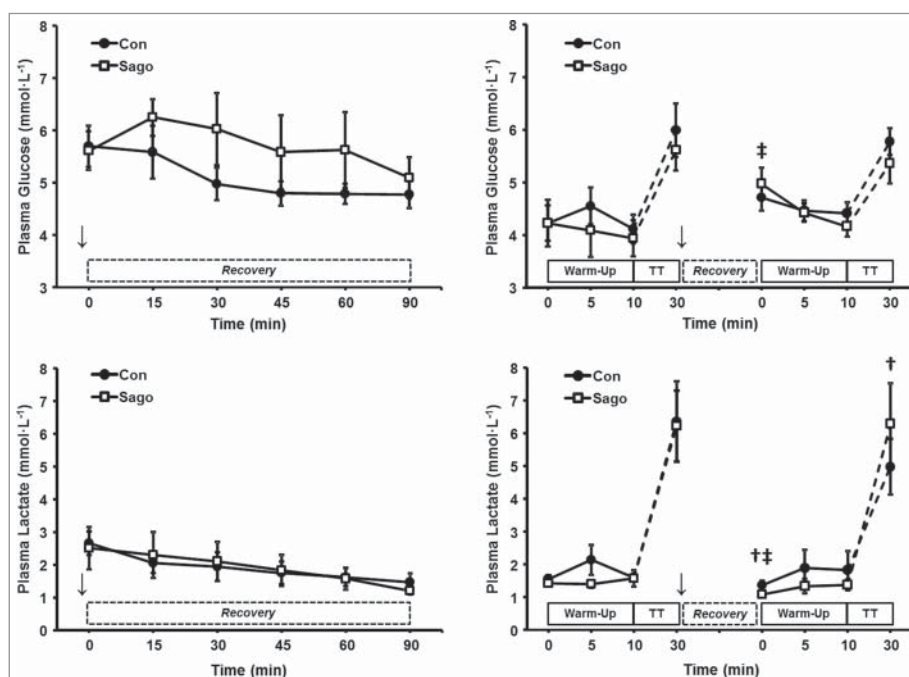 Plasma Glucose (mmol·L⁻¹)
8
7
6
5
4
3
Con
Sago
↓
Recovery
0 15 30 45 60 90
Time (min)
Plasma Glucose (mmol·L⁻¹)
8
7
6
5
4
3
Con
Sago
‡
↓
Warm-Up TT Recovery Warm-Up TT
0 5 10 30 0 5 10 30
Time (min)
Plasma Lactate (mmol·L⁻¹)
8
7
6
5
4
3
2
1
0
Con
Sago
↓
Recovery
0 15 30 45 60 90
Time (min)
Plasma Lactate (mmol·L⁻¹)
8
7
6
5
4
3
2
1
0
Con
Sago
†
†‡
↓
Warm-Up TT Recovery Warm-Up TT
0 5 10 30 0 5 10 30
Time (min)